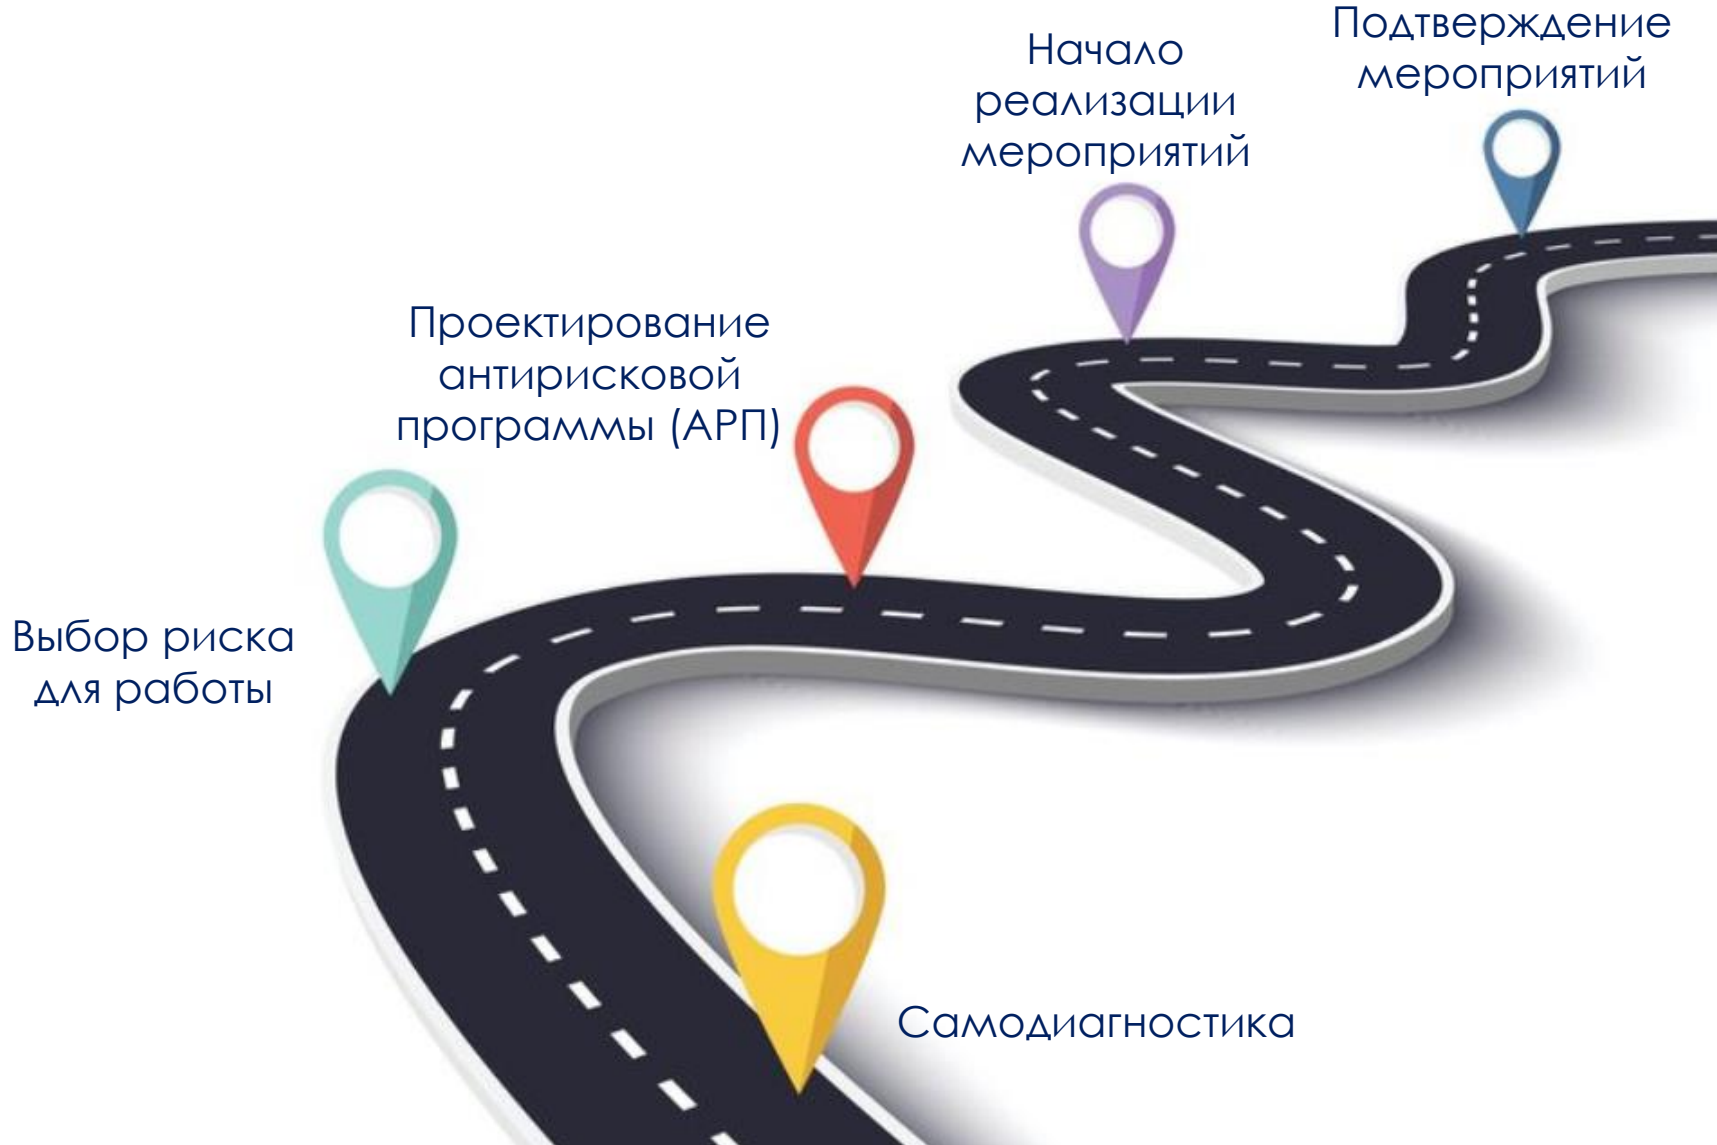 Подтверждение
мероприятий
Начало
реализации
мероприятий
Проектирование
антирисковой
программы (АРП)
Выбор риска
для работы
Самодиагностика